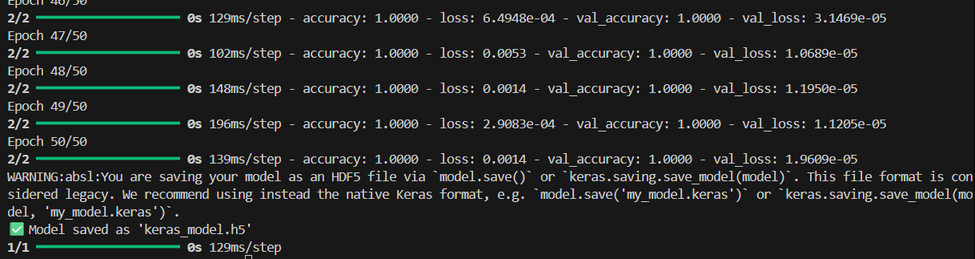 Epoch 46/50
2/2 ━━━━━━━━━━━━━━━━━━━━ 0s 129ms/step - accuracy: 1.0000 - loss: 6.4948e-04 - val_accuracy: 1.0000 - val_loss: 3.1469e-05
Epoch 47/50
2/2 ━━━━━━━━━━━━━━━━━━━━ 0s 102ms/step - accuracy: 1.0000 - loss: 0.0053 - val_accuracy: 1.0000 - val_loss: 1.0689e-05
Epoch 48/50
2/2 ━━━━━━━━━━━━━━━━━━━━ 0s 148ms/step - accuracy: 1.0000 - loss: 0.0014 - val_accuracy: 1.0000 - val_loss: 1.1950e-05
Epoch 49/50
2/2 ━━━━━━━━━━━━━━━━━━━━ 0s 196ms/step - accuracy: 1.0000 - loss: 2.9083e-04 - val_accuracy: 1.0000 - val_loss: 1.1205e-05
Epoch 50/50
2/2 ━━━━━━━━━━━━━━━━━━━━ 0s 139ms/step - accuracy: 1.0000 - loss: 0.0014 - val_accuracy: 1.0000 - val_loss: 1.9609e-05
WARNING:absl:You are saving your model as an HDF5 file via `model.save()` or `keras.saving.save_model(model)`. This file format is con
sidered legacy. We recommend using instead the native Keras format, e.g. `model.save('my_model.keras')` or `keras.saving.save_model(mo
del, 'my_model.keras')`.
✅ Model saved as 'keras_model.h5'
1/1 ━━━━━━━━━━━━━━━━━━━━ 0s 129ms/step